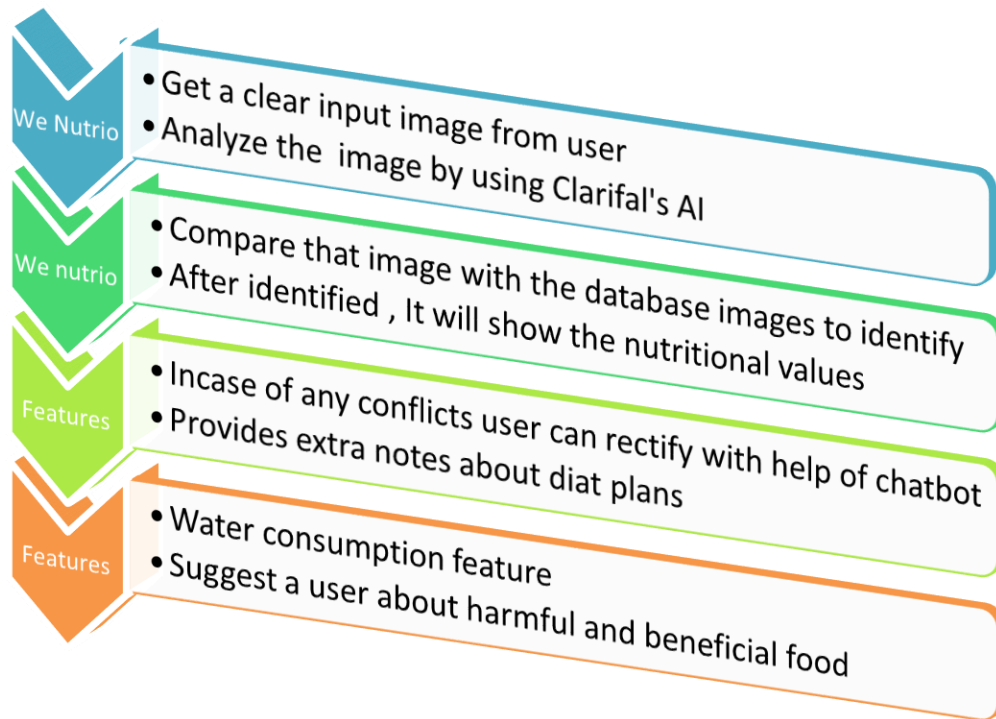 We Nutrio
• Get a clear input image from user
• Analyze the image by using Clarifal's AI
We nutrio
• Compare that image with the database images to identify
• After identified , It will show the nutritional values
Features
• Incase of any conflicts user can rectify with help of chatbot
• Provides extra notes about diat plans
Features
• Water consumption feature
• Suggest a user about harmful and beneficial food